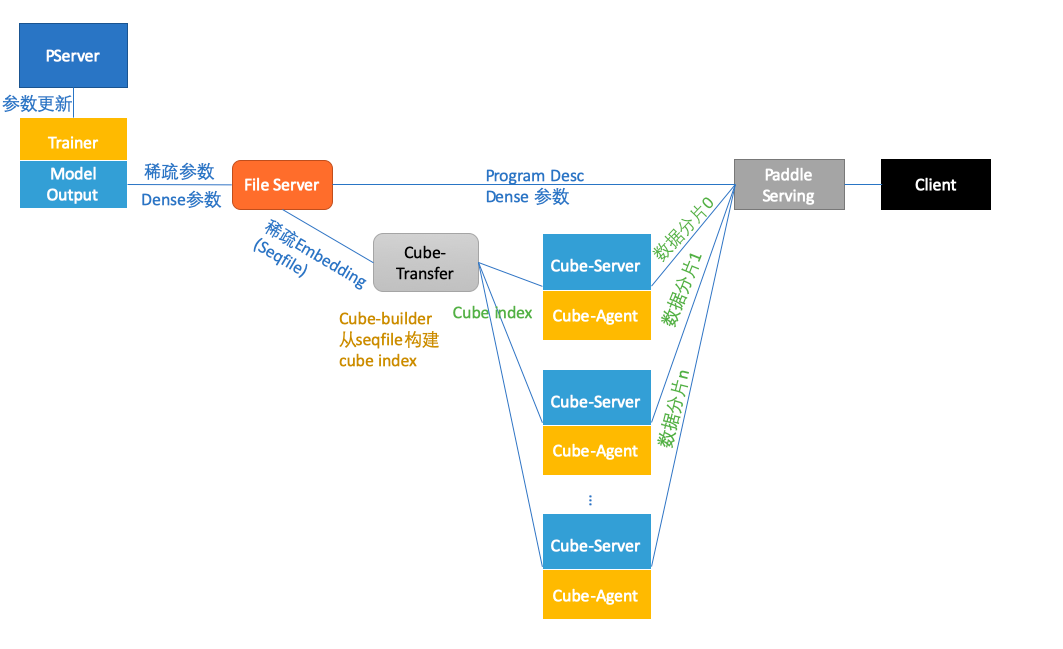 PServer
参数更新
Trainer
Model
Output
稀疏参数
Dense参数
File Server
Program Desc
Dense 参数
Paddle
Serving
Client
稀疏Embedding
(Seqfile)
Cube-
Transfer
Cube-builder
从seqfile构建
cube index
Cube index
Cube-Server
Cube-Agent
数据分片0
Cube-Server
Cube-Agent
数据分片1
...
Cube-Server
Cube-Agent
数据分片n